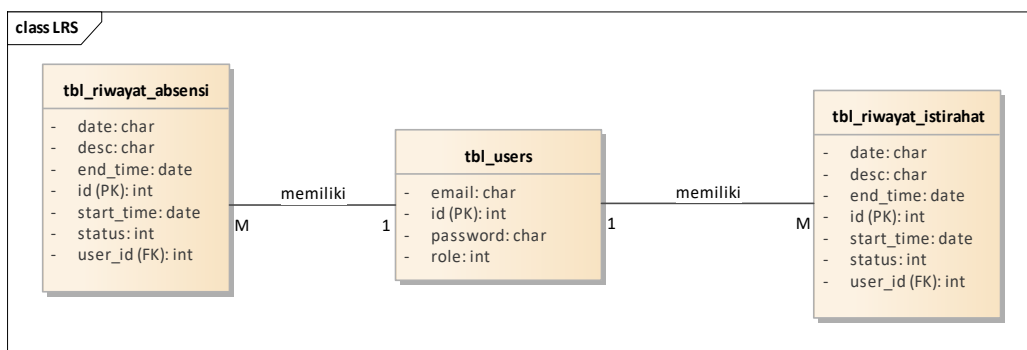 class LRS
tbl_riwayat_absensi
- date: char
- desc: char
- end_time: date
- id (PK): int
- start_time: date
- status: int
- user_id (FK): int
memiliki
M
1
tbl_users
- email: char
- id (PK): int
- password: char
- role: int
memiliki
1
M
tbl_riwayat_istirahat
- date: char
- desc: char
- end_time: date
- id (PK): int
- start_time: date
- status: int
- user_id (FK): int